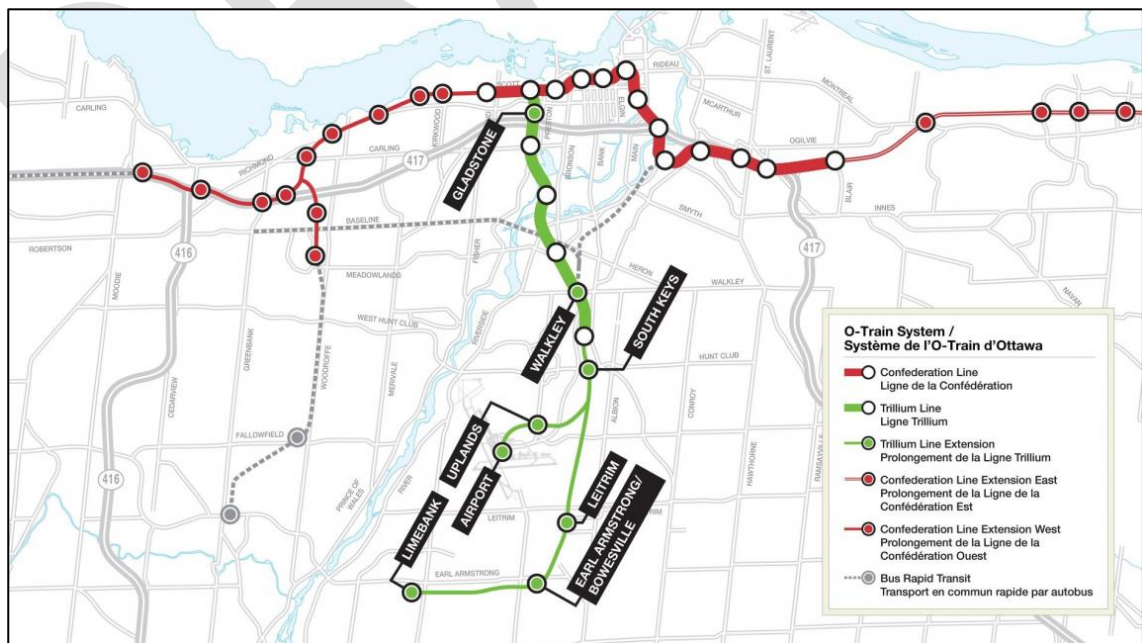 RIDEAU
ST. LAURENT
MONTREAL
SCOTT
CARLING
KIRKWOOD
PRESTON
ELGIN
MCARTHUR
OGILVIE
BRONSON
BANK
MAIN
RICHMOND
CARLING
417
GLADSTONE
BLAIR
INNES
SMYTH
BASELINE
ROBERTSON
416
FISHER
417
MOODIE
MEADOWLANDS
HERON
WALKLEY
NAVAN
WEST HUNT CLUB
RIVERSIDE
WALKLEY
SOUTH KEYS
GREENBANK
WOODROFFE
MERIVALE
HUNT CLUB
CEDARVIEW
ALBION
CONROY
UPLANDS
FALLOWFIELD
AIRPORT
HAWTHORNE
RAMSAYVILLE
416
RIVER
PRINCE OF
WALES
LIMEBANK
LEITRIM
LEITRIM
EARL ARMSTRONG/
BOWESVILLE
EARL ARMSTRONG
O-Train System /
Système de l'O-Train d'Ottawa
Confederation Line
Ligne de la Confédération
Trillium Line
Ligne Trillium
Trillium Line Extension
Prolongement de la Ligne Trillium
Confederation Line Extension East
Prolongement de la Ligne de la
Confédération Est
Confederation Line Extension West
Prolongement de la Ligne de la
Confédération Ouest
Bus Rapid Transit
Transport en commun rapide par autobus